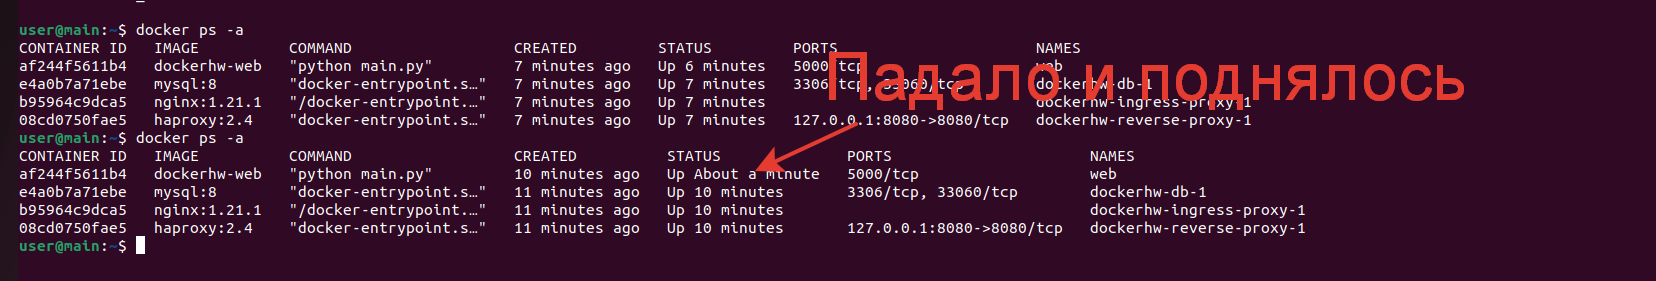 user@main:~$ docker ps -a
CONTAINER ID   IMAGE          COMMAND                  CREATED         STATUS         PORTS                      NAMES
af244f5611b4   dockerhw-web   "python main.py"         7 minutes ago   Up 6 minutes   5000/tcp                   web
e4a0b7a71ebe   mysql:8        "docker-entrypoint.s…"   7 minutes ago   Up 7 minutes   3306/tcp, 33060/tcp        dockerhw-db-1
b95964c9dca5   nginx:1.21.1   "/docker-entrypoint.…"   7 minutes ago   Up 7 minutes                              dockerhw-ingress-proxy-1
08cd0750fae5   haproxy:2.4    "docker-entrypoint.s…"   7 minutes ago   Up 7 minutes   127.0.0.1:8080->8080/tcp   dockerhw-reverse-proxy-1
Падало и поднялось
user@main:~$ docker ps -a
CONTAINER ID   IMAGE          COMMAND                  CREATED          STATUS              PORTS                      NAMES
af244f5611b4   dockerhw-web   "python main.py"         10 minutes ago   Up About a minute   5000/tcp                   web
e4a0b7a71ebe   mysql:8        "docker-entrypoint.s…"   11 minutes ago   Up 10 minutes       3306/tcp, 33060/tcp        dockerhw-db-1
b95964c9dca5   nginx:1.21.1   "/docker-entrypoint.…"   11 minutes ago   Up 10 minutes                                  dockerhw-ingress-proxy-1
08cd0750fae5   haproxy:2.4    "docker-entrypoint.s…"   11 minutes ago   Up 10 minutes       127.0.0.1:8080->8080/tcp   dockerhw-reverse-proxy-1
user@main:~$